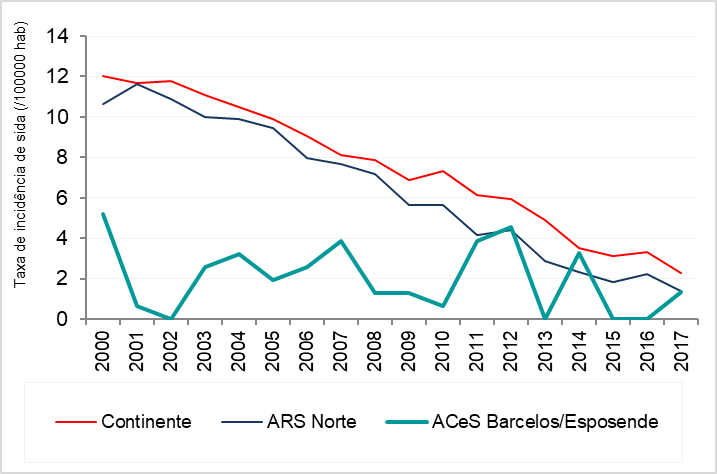 Taxa de incidência de sida (/100000 hab)
14
12
10
8
6
4
2
0
2000 2001 2002 2003 2004 2005 2006 2007 2008 2009 2010 2011 2012 2013 2014 2015 2016 2017
Continente ARS Norte ACeS Barcelos/Esposende